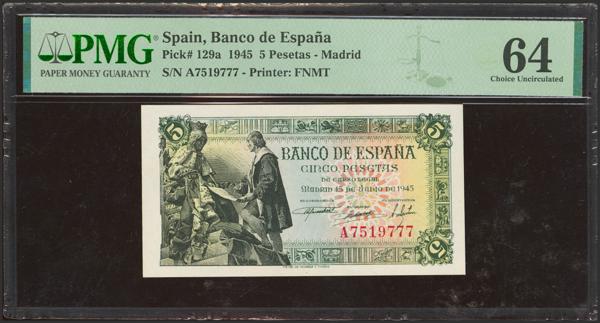 PMG
PAPER MONEY GUARANTY
Spain, Banco de España
Pick# 129a 1945 5 Pesetas - Madrid
S/N A7519777 - Printer: FNMT
64
Choice Uncirculated
5
5
BANCO DE ESPAÑA
CINCO PESETAS
DE CURSO LEGAL
MADRID 15 DE JUNIO DE 1945
A7519777
5